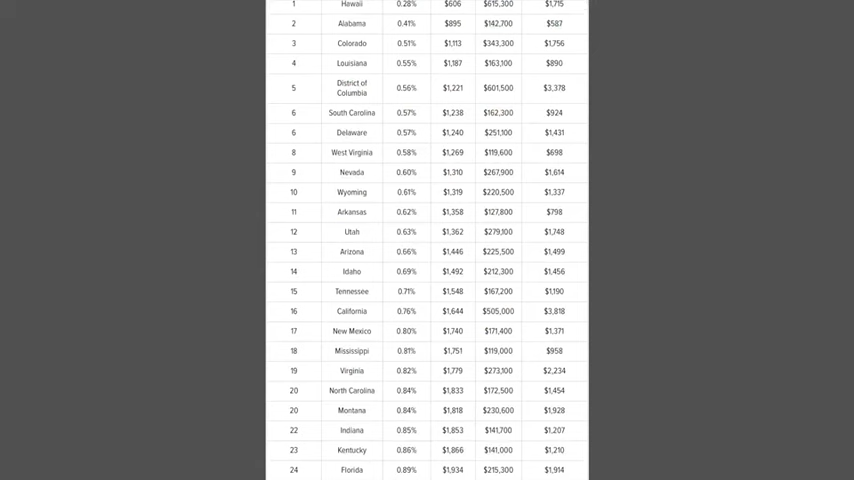 1 Hawaii 0.28% $606 $615,300 $1,715
2 Alabama 0.41% $895 $142,700 $587
3 Colorado 0.51% $1,113 $343,300 $1,756
4 Louisiana 0.55% $1,187 $163,100 $890
5 District of Columbia 0.56% $1,221 $601,500 $3,378
6 South Carolina 0.57% $1,238 $162,300 $924
6 Delaware 0.57% $1,240 $251,100 $1,431
8 West Virginia 0.58% $1,269 $119,600 $698
9 Nevada 0.60% $1,310 $267,900 $1,614
10 Wyoming 0.61% $1,319 $220,500 $1,337
11 Arkansas 0.62% $1,358 $127,800 $798
12 Utah 0.63% $1,362 $279,100 $1,748
13 Arizona 0.66% $1,446 $225,500 $1,499
14 Idaho 0.69% $1,492 $212,300 $1,456
15 Tennessee 0.71% $1,548 $167,200 $1,190
16 California 0.76% $1,644 $505,000 $3,818
17 New Mexico 0.80% $1,740 $171,400 $1,371
18 Mississippi 0.81% $1,751 $119,000 $958
19 Virginia 0.82% $1,779 $273,100 $2,234
20 North Carolina 0.84% $1,833 $172,500 $1,454
20 Montana 0.84% $1,818 $230,600 $1,928
22 Indiana 0.85% $1,853 $141,700 $1,207
23 Kentucky 0.86% $1,866 $141,000 $1,210
24 Florida 0.89% $1,934 $215,300 $1,914